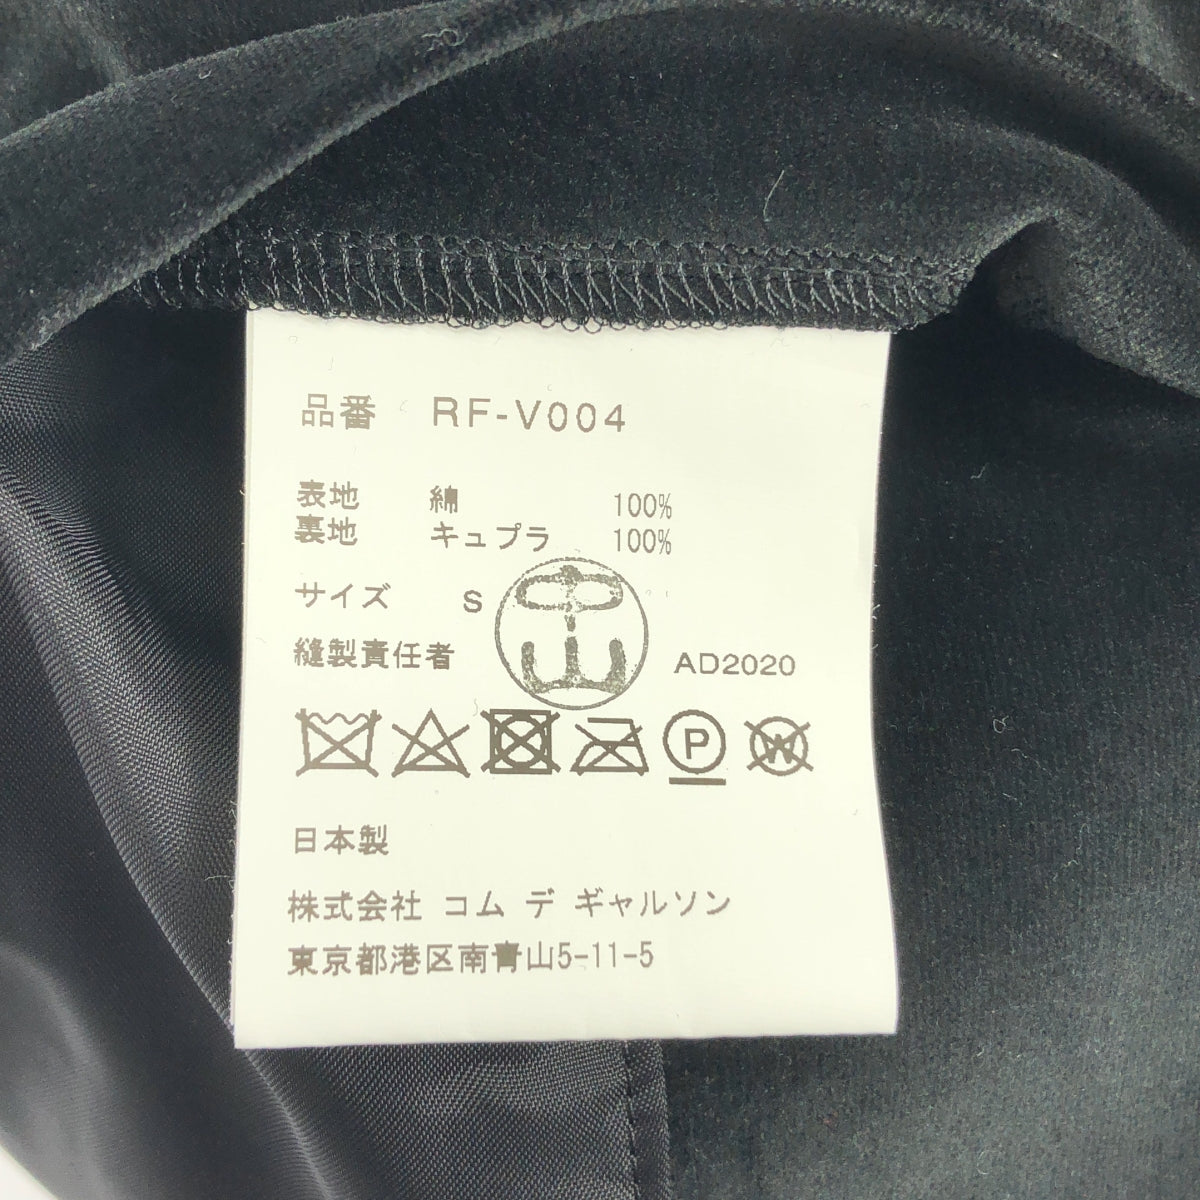 品番 RF-V004
表地 綿 100%
裏地 キュプラ 100%
サイズ S
中山
縫製責任者 AD2020
P W
日本製
株式会社 コム デ ギャルソン
東京都港区南青山5-11-5